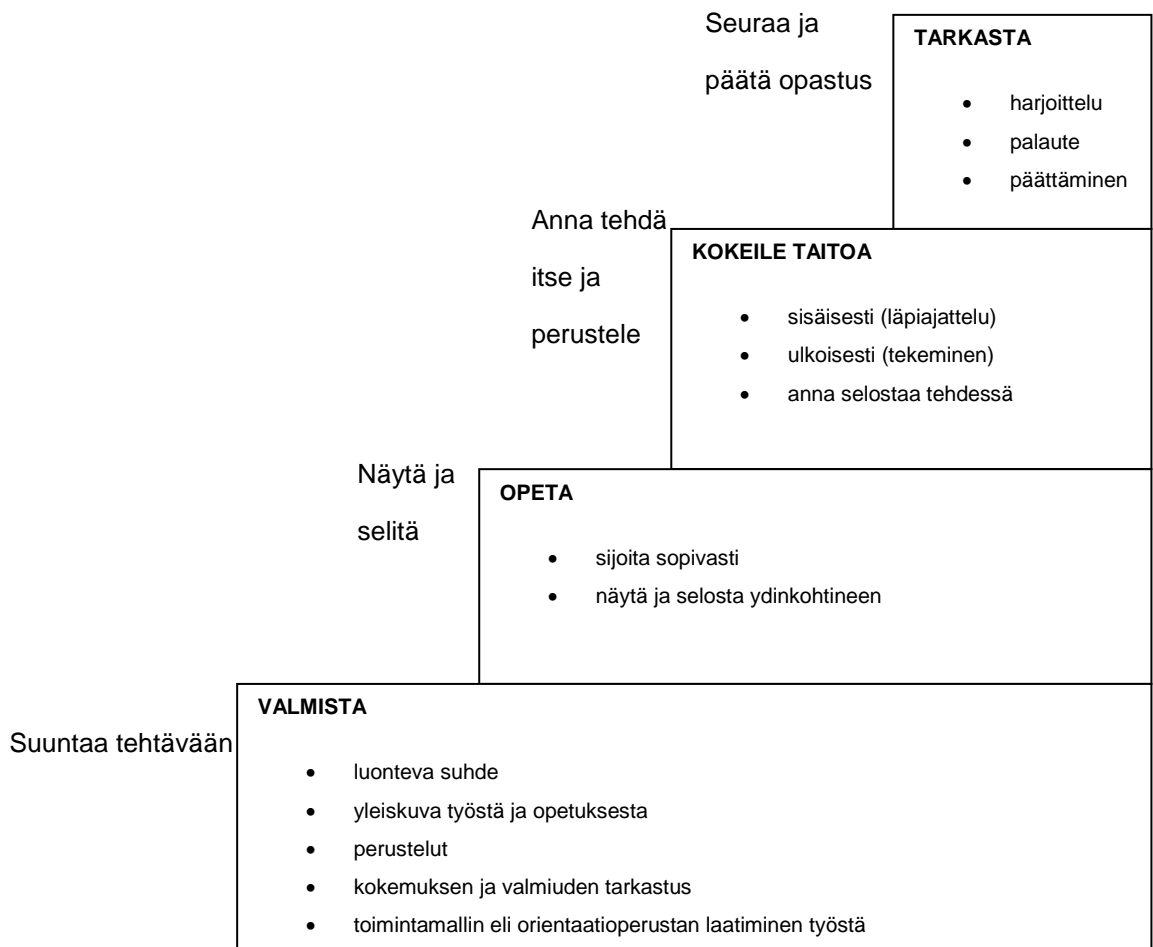 Seuraa ja
päätä opastus
TARKASTA
• harjoittelu
• palaute
• päättäminen
Anna tehdä
itse ja
perustele
KOKEILE TAITOA
• sisäisesti (läpiajattelu)
• ulkoisesti (tekeminen)
• anna selostaa tehdessä
Näytä ja
selitä
OPETA
• sijoita sopivasti
• näytä ja selosta ydinkohtineen
Suuntaa tehtävään
VALMISTA
• luonteva suhde
• yleiskuva työstä ja opetuksesta
• perustelut
• kokemuksen ja valmiuden tarkastus
• toimintamallin eli orientaatioperustan laatiminen työstä